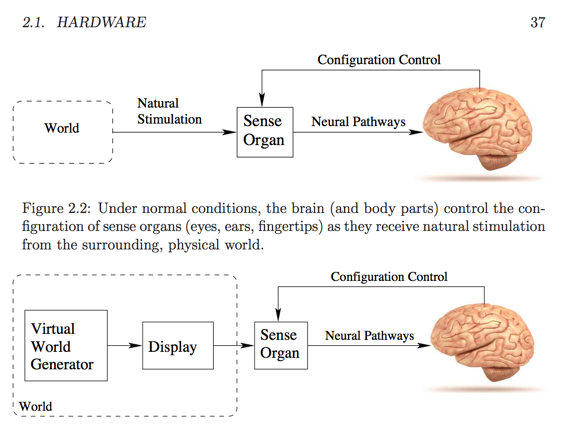 2.1. HARDWARE 37
Configuration Control
Natural
Stimulation
World
Sense
Organ
Neural Pathways
Figure 2.2: Under normal conditions, the brain (and body parts) control the con-
figuration of sense organs (eyes, ears, fingertips) as they receive natural stimulation
from the surrounding, physical world.
Configuration Control
Virtual
World
Generator
Display
Sense
Organ
Neural Pathways
World